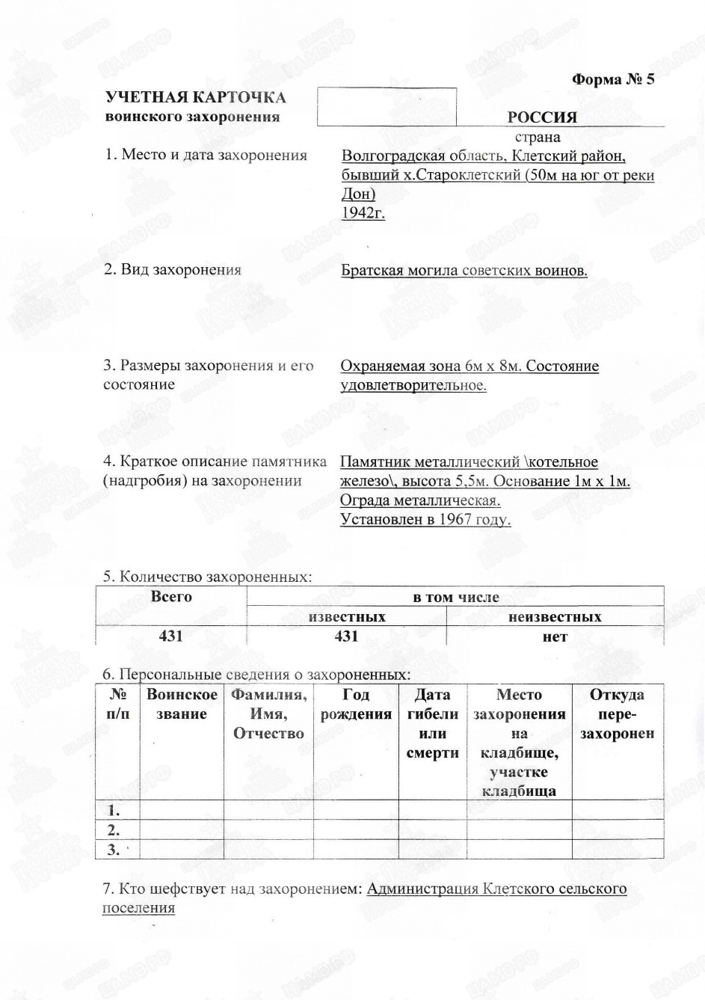 Форма № 5
УЧЕТНАЯ КАРТОЧКА
воинского захоронения
РОССИЯ
страна
1. Место и дата захоронения
Волгоградская область, Клетский район,
бывший х.Староклетский (50м на юг от реки
Дон)
1942г.
2. Вид захоронения
Братская могила советских воинов.
3. Размеры захоронения и его
состояние
Охраняемая зона 6м х 8м. Состояние
удовлетворительное.
4. Краткое описание памятника
(надгробия) на захоронении
Памятник металлический \котельное
железо\, высота 5,5м. Основание 1м х 1м.
Ограда металлическая.
Установлен в 1967 году.
5. Количество захороненных:
Всего
в том числе
известных
неизвестных
431
431
нет
6. Персональные сведения о захороненных:
№
п/п
Воинское
звание
Фамилия,
Имя,
Отчество
Год
рождения
Дата
гибели
или
смерти
Место
захоронения
на
кладбище,
участке
кладбища
Откуда
пере-
захоронен
1.
2.
3.
7. Кто шефствует над захоронением: Администрация Клетского сельского
поселения
ЦАМО РФ